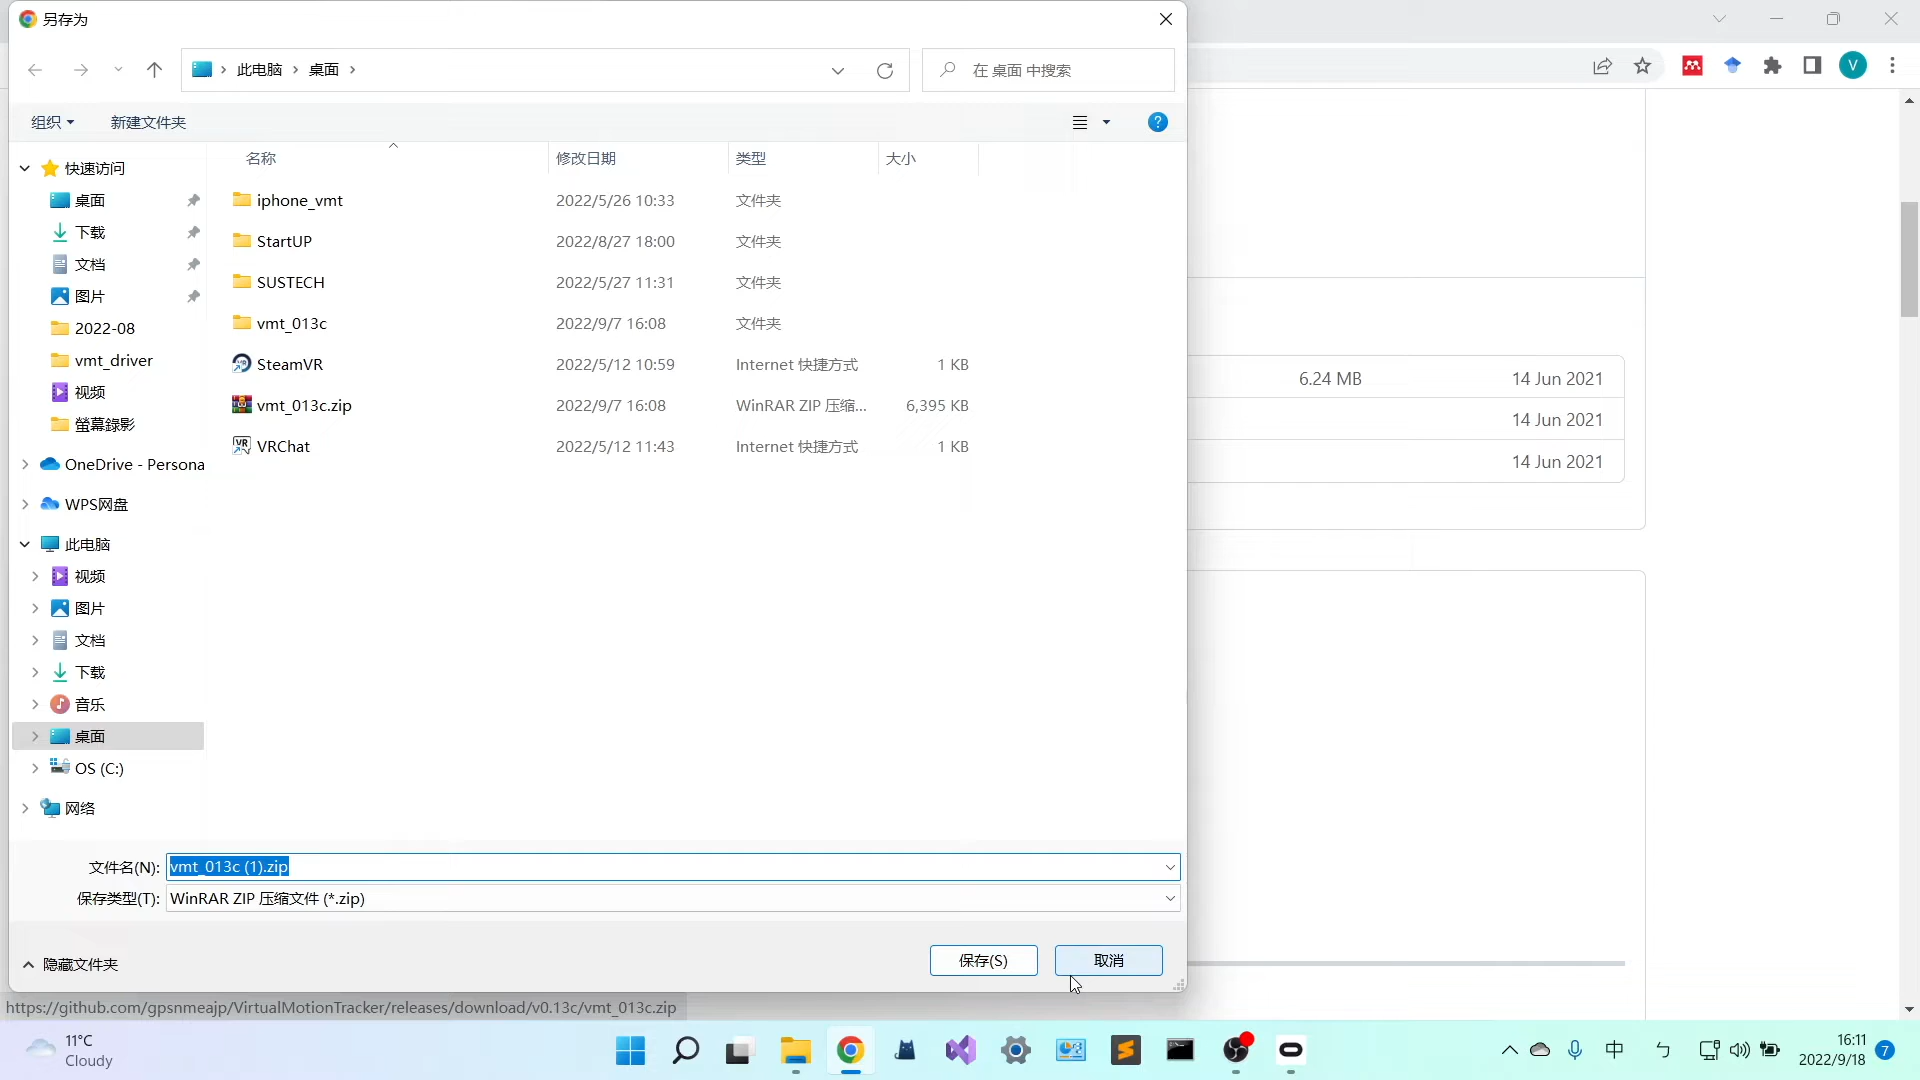 另存为
此电脑 › 桌面 ›
在 桌面 中搜索
组织
新建文件夹
名称 修改日期 类型 大小
快速访问
桌面
下载
文档
图片
2022-08
vmt_driver
视频
螢幕錄影
OneDrive - Persona
WPS网盘
此电脑
视频
图片
文档
下载
音乐
桌面
OS (C:)
网络
iphone_vmt 2022/5/26 10:33 文件夹
StartUP 2022/8/27 18:00 文件夹
SUSTECH 2022/5/27 11:31 文件夹
vmt_013c 2022/9/7 16:08 文件夹
SteamVR 2022/5/12 10:59 Internet 快捷方式 1 KB
vmt_013c.zip 2022/9/7 16:08 WinRAR ZIP 压缩... 6,395 KB
VRChat 2022/5/12 11:43 Internet 快捷方式 1 KB
文件名(N): vmt_013c (1).zip
保存类型(T): WinRAR ZIP 压缩文件 (*.zip)
隐藏文件夹
保存(S)
取消
V
6.24 MB 14 Jun 2021
14 Jun 2021
14 Jun 2021
https://github.com/gpsnmeajp/VirtualMotionTracker/releases/download/v0.13c/vmt_013c.zip
11°C
Cloudy
中
ㄣ
16:11
2022/9/18
7